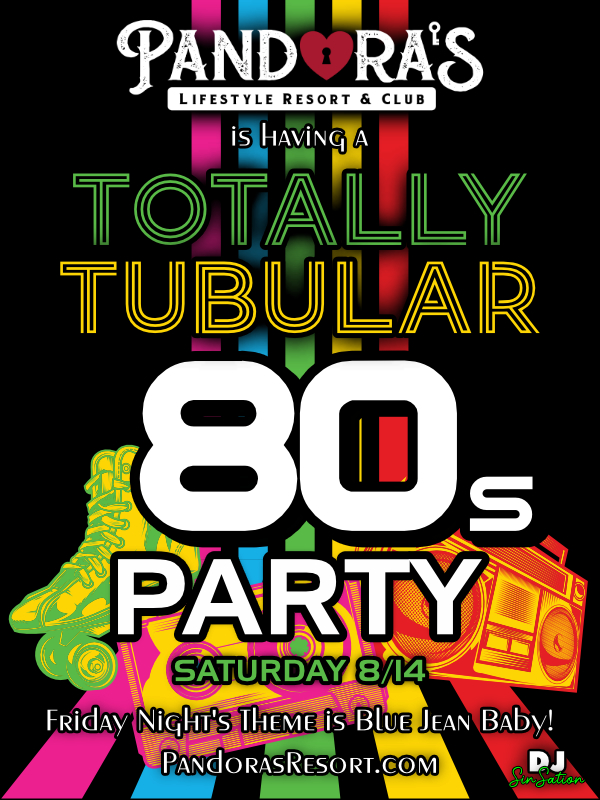 PANDORA'S
LIFESTYLE RESORT & CLUB
is Having a
TOTALLY
TUBULAR
80s
PARTY
SATURDAY 8/14
Friday Night's Theme is Blue Jean Baby!
PandorasResort.com
DJ
SinSation